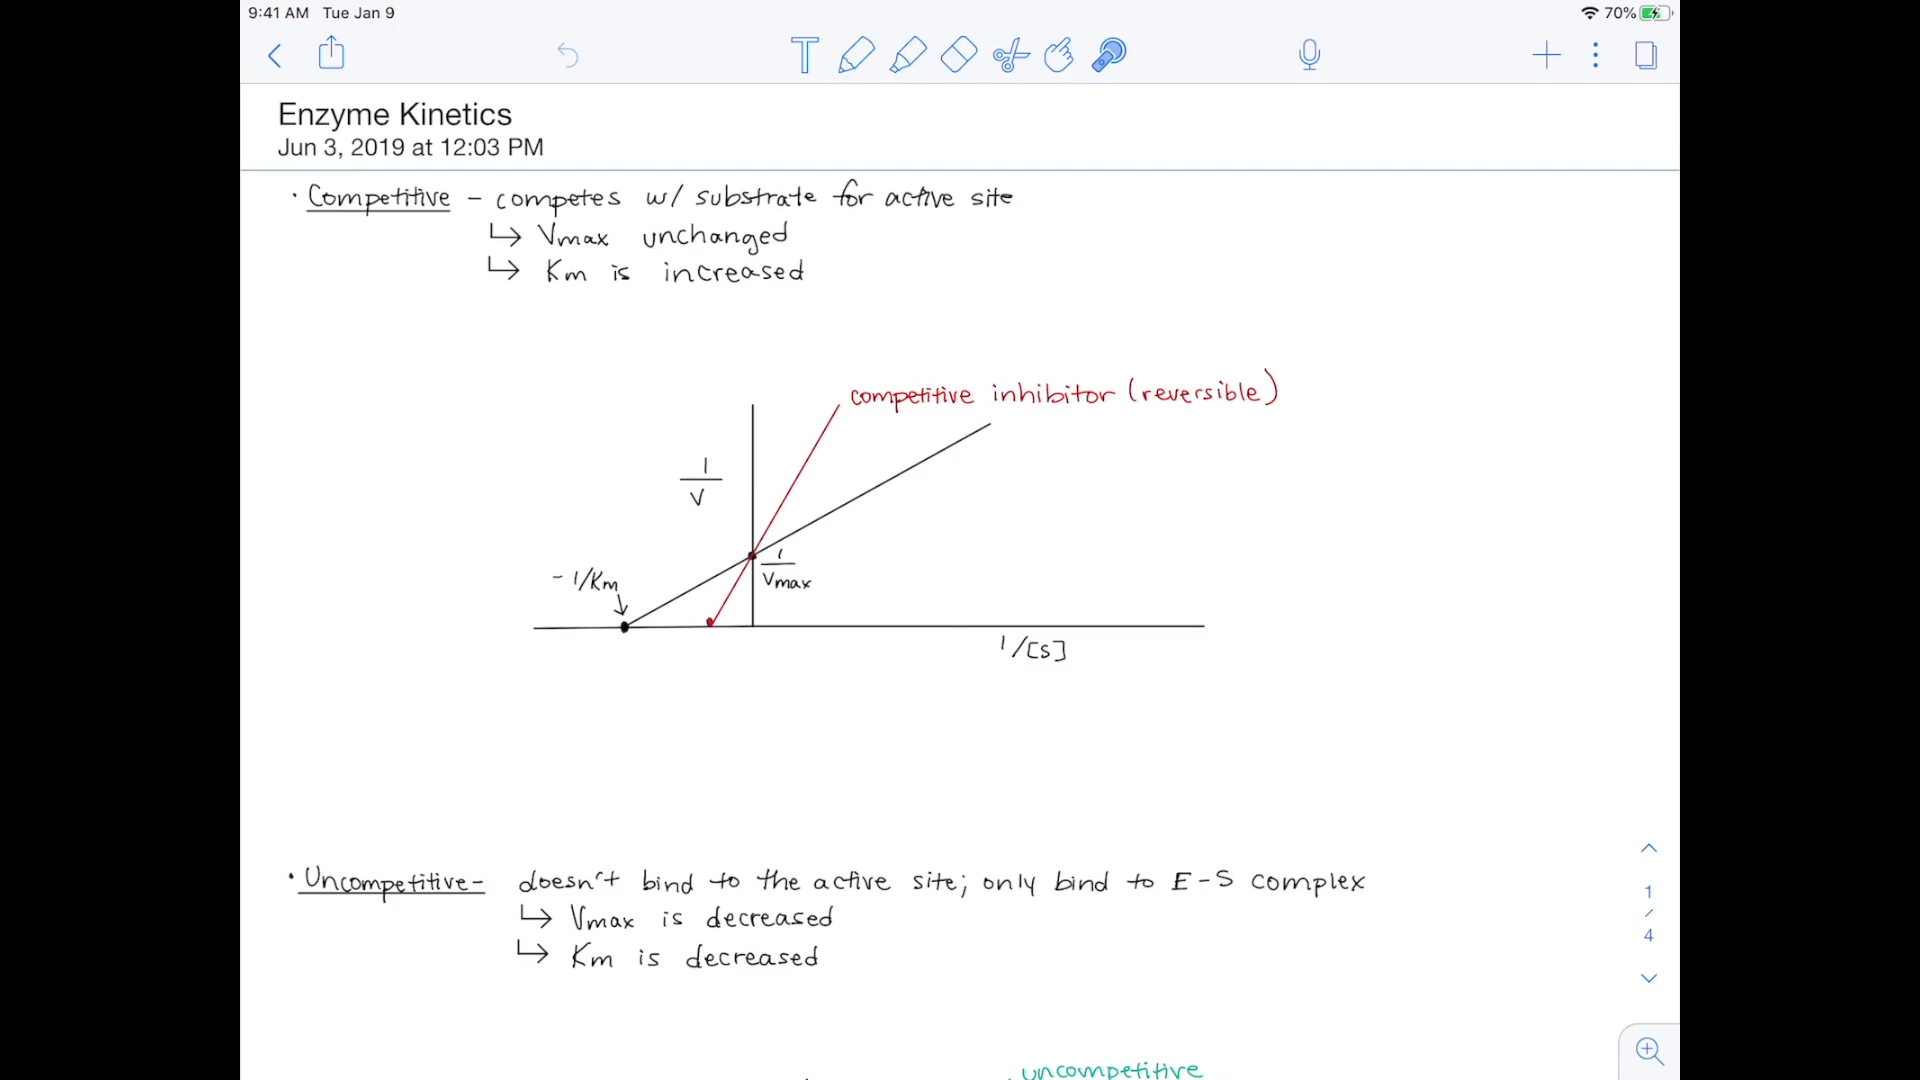 9:41 AM Tue Jan 9
70%
T
Enzyme Kinetics
Jun 3, 2019 at 12:03 PM
· Competitive – competes w/ substrate for active site
↳ Vmax unchanged
↳ Km is increased
competitive inhibitor (reversible)
1/V
1/Vmax
- 1/Km
1/[S]
· Uncompetitive – doesn't bind to the active site; only bind to E-S complex
↳ Vmax is decreased
↳ Km is decreased
1/4
uncompetitive